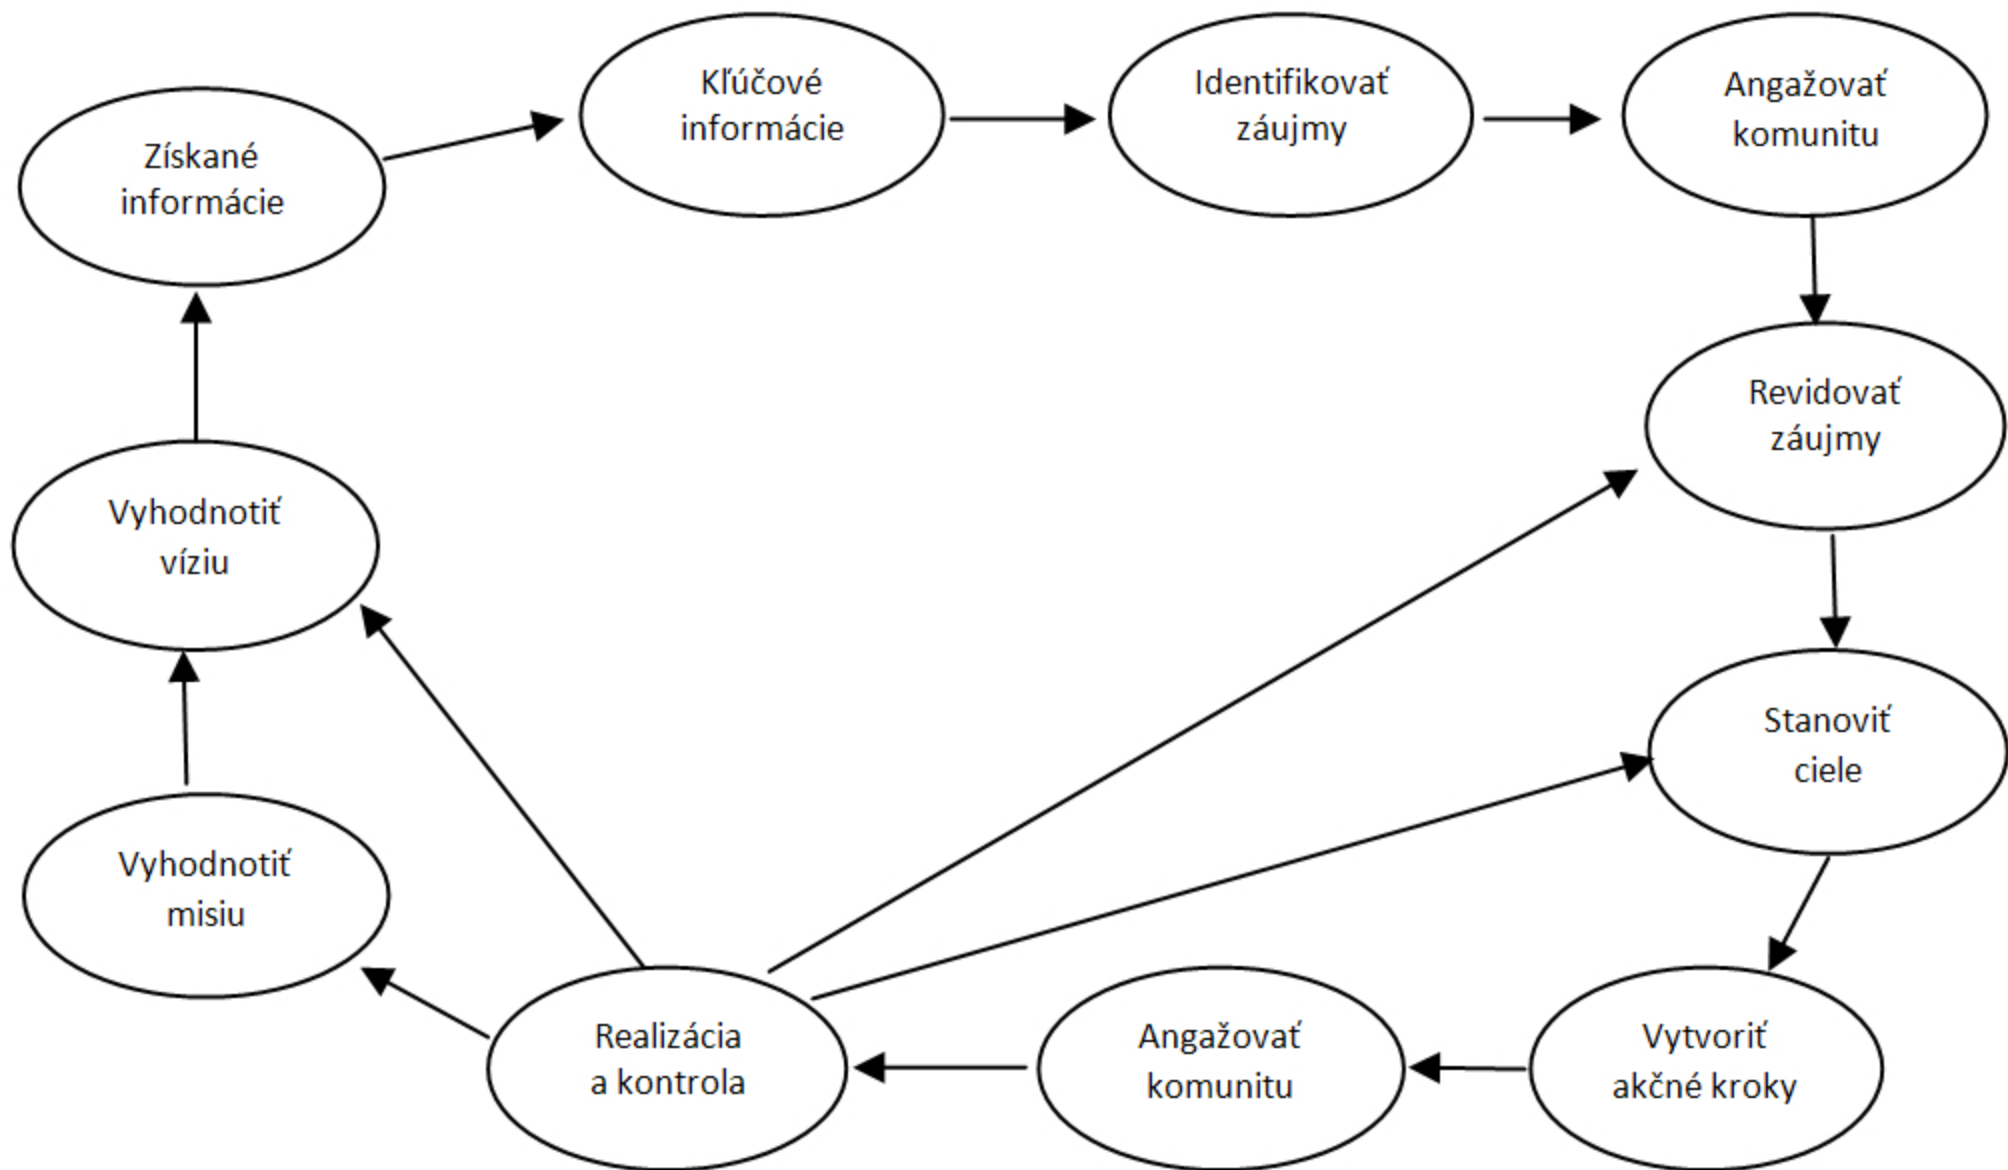 Získané
informácie
Kľúčové
informácie
Identifikovať
záujmy
Angažovať
komunitu
Revidovať
záujmy
Stanoviť
ciele
Vytvoriť
akčné kroky
Angažovať
komunitu
Realizácia
a kontrola
Vyhodnotiť
misiu
Vyhodnotiť
víziu